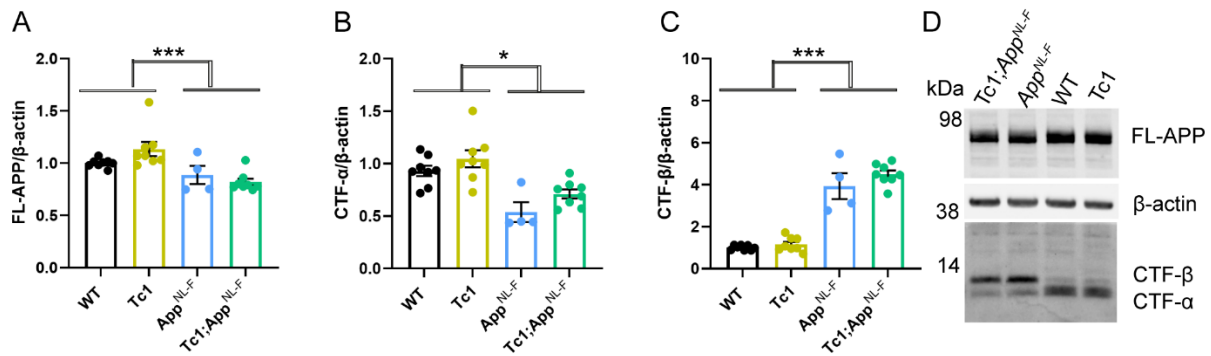 A
***
FL-APP/β-actin
2.0
1.5
1.0
0.5
0.0
WT
Tc1
App^NL-F
Tc1;App^NL-F
B
*
CTF-α/β-actin
2.0
1.5
1.0
0.5
0.0
WT
Tc1
App^NL-F
Tc1;App^NL-F
C
***
CTF-β/β-actin
10
8
6
4
2
0
WT
Tc1
App^NL-F
Tc1;App^NL-F
D
Tc1;App^NL-F
App^NL-F
WT
Tc1
kDa
98
FL-APP
38
β-actin
14
CTF-β
CTF-α